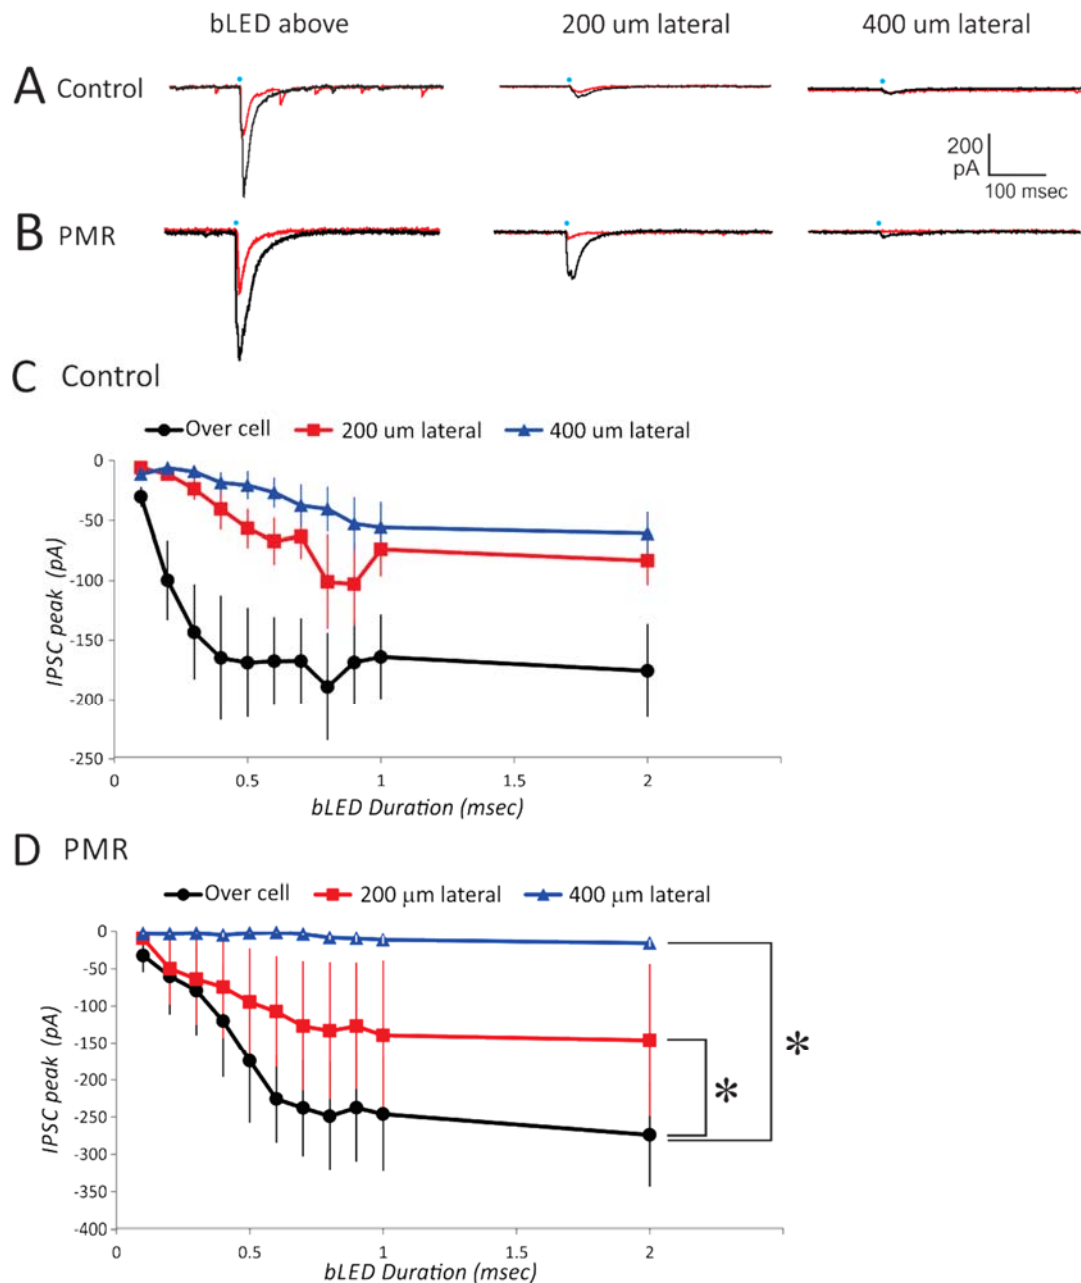 bLED above 200 um lateral 400 um lateral
A Control
200
pA
100 msec
B PMR
C Control
Over cell 200 um lateral 400 um lateral
0
-50
-100
-150
-200
-250
IPSC peak (pA)
0 0.5 1 1.5 2
bLED Duration (msec)
D PMR
Over cell 200 μm lateral 400 μm lateral
0
-50
-100
-150
-200
-250
-300
-350
-400
IPSC peak (pA)
*
*
0 0.5 1 1.5 2
bLED Duration (msec)